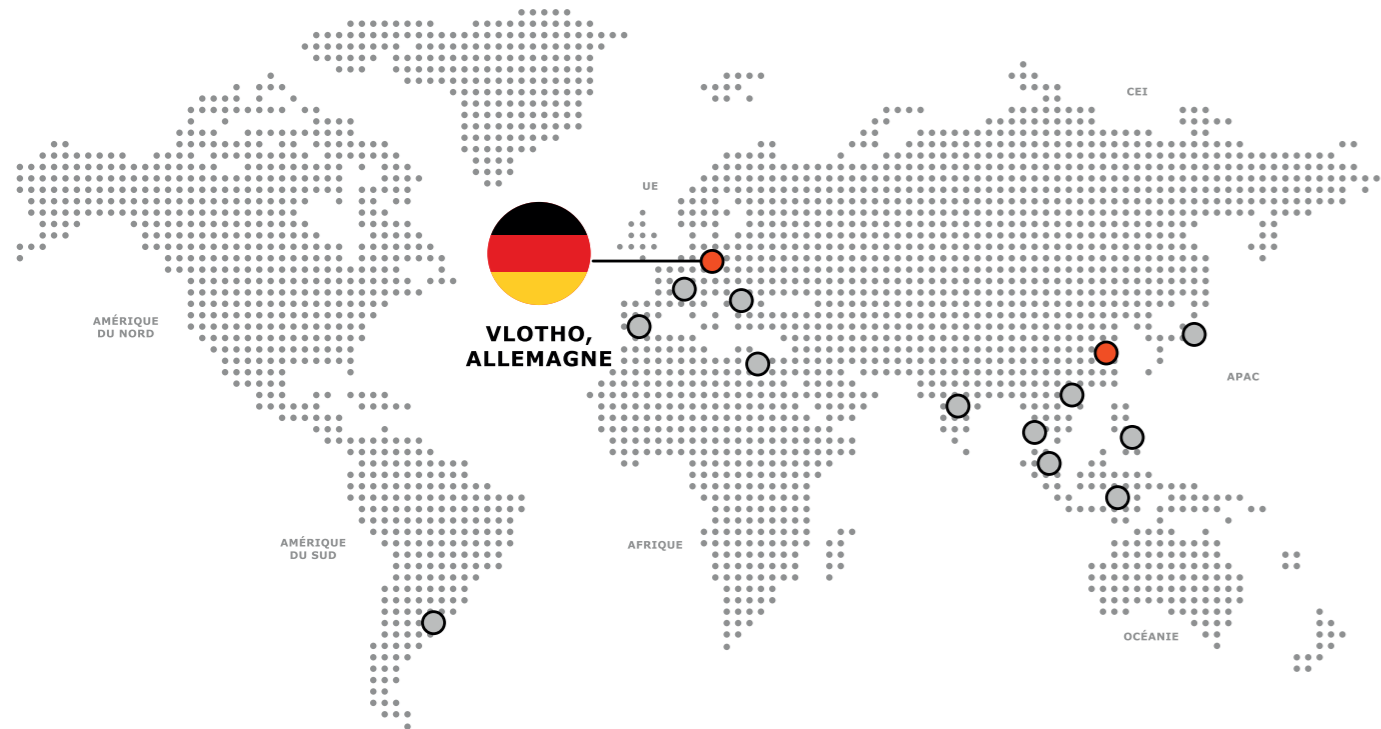 CEI
UE
VLOTHO,
ALLEMAGNE
AMÉRIQUE
DU NORD
APAC
AMÉRIQUE
DU SUD
AFRIQUE
OCÉANIE